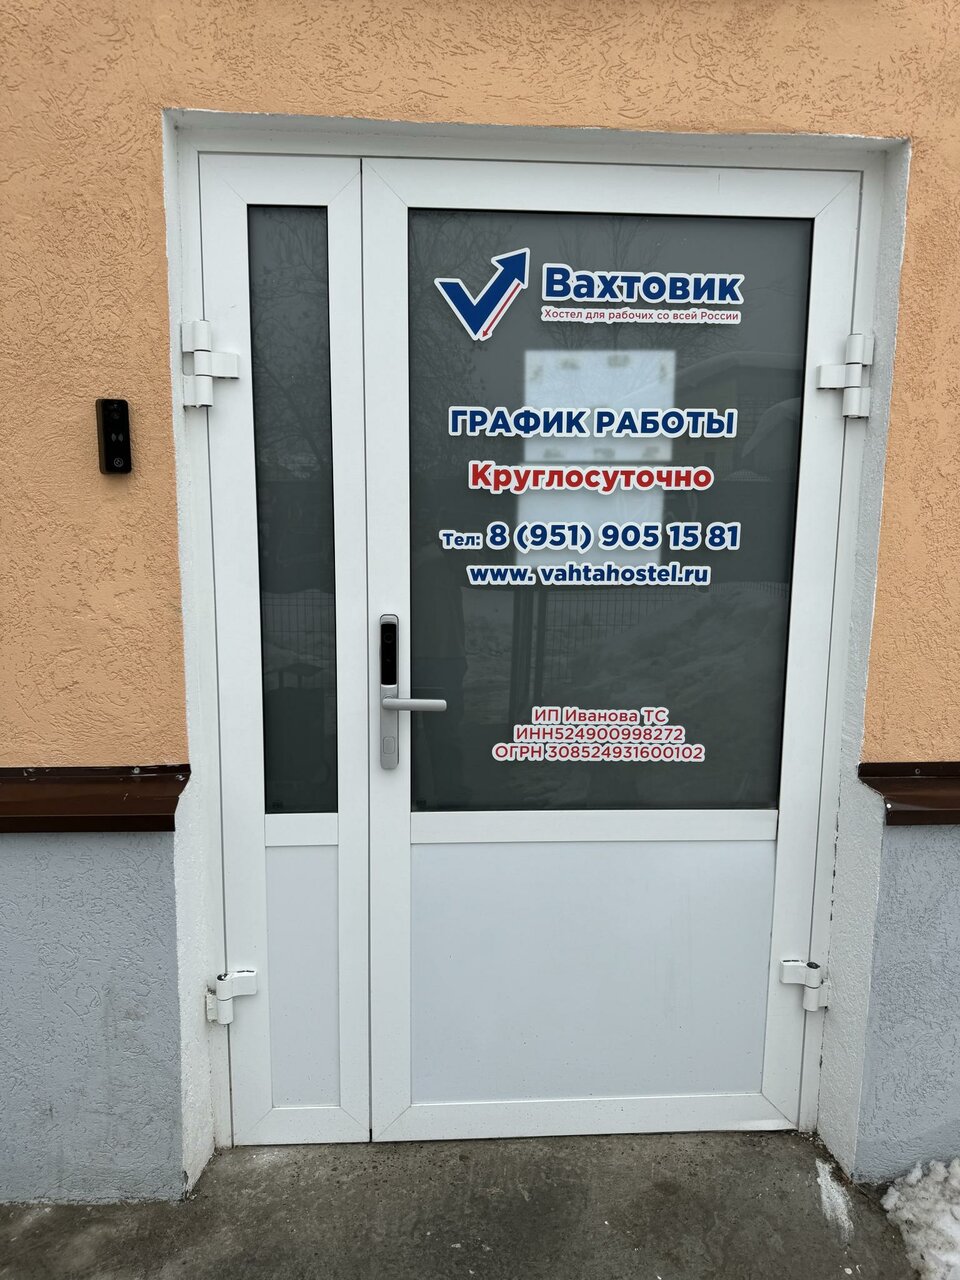 Вахтовик
Хостел для рабочих со всей России
ГРАФИК РАБОТЫ
Круглосуточно
Тел: 8 (951) 905 15 81
www. vahtahostel.ru
ИП Иванова ТС
ИНН524900998272
ОГРН 308524931600102